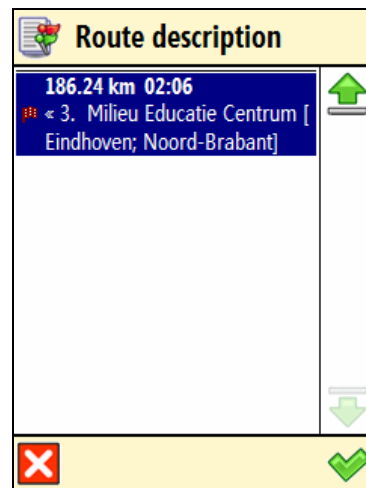 Route description
186.24 km 02:06
« 3. Milieu Educatie Centrum [
Eindhoven; Noord-Brabant]